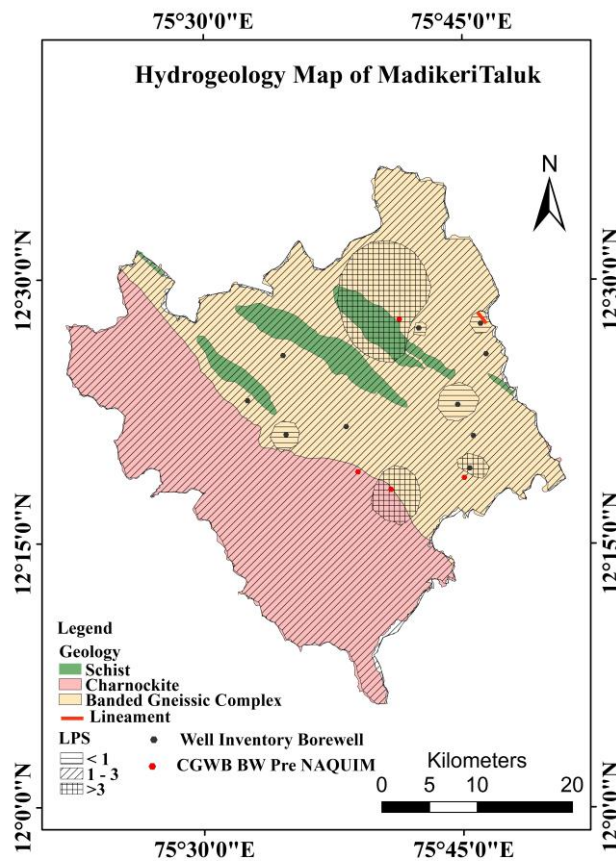 75°30'0"E
75°45'0"E
Hydrogeology Map of Madikeri Taluk
N
12°30'0"N
12°30'0"N
12°15'0"N
12°15'0"N
Legend
Geology
Schist
Charnockite
Banded Gneissic Complex
Lineament
LPS
< 1
1 - 3
>3
Well Inventory Borewell
CGWB BW Pre NAQUIM
Kilometers
0 5 10 20
12°0'0"N
12°0'0"N
75°30'0"E
75°45'0"E